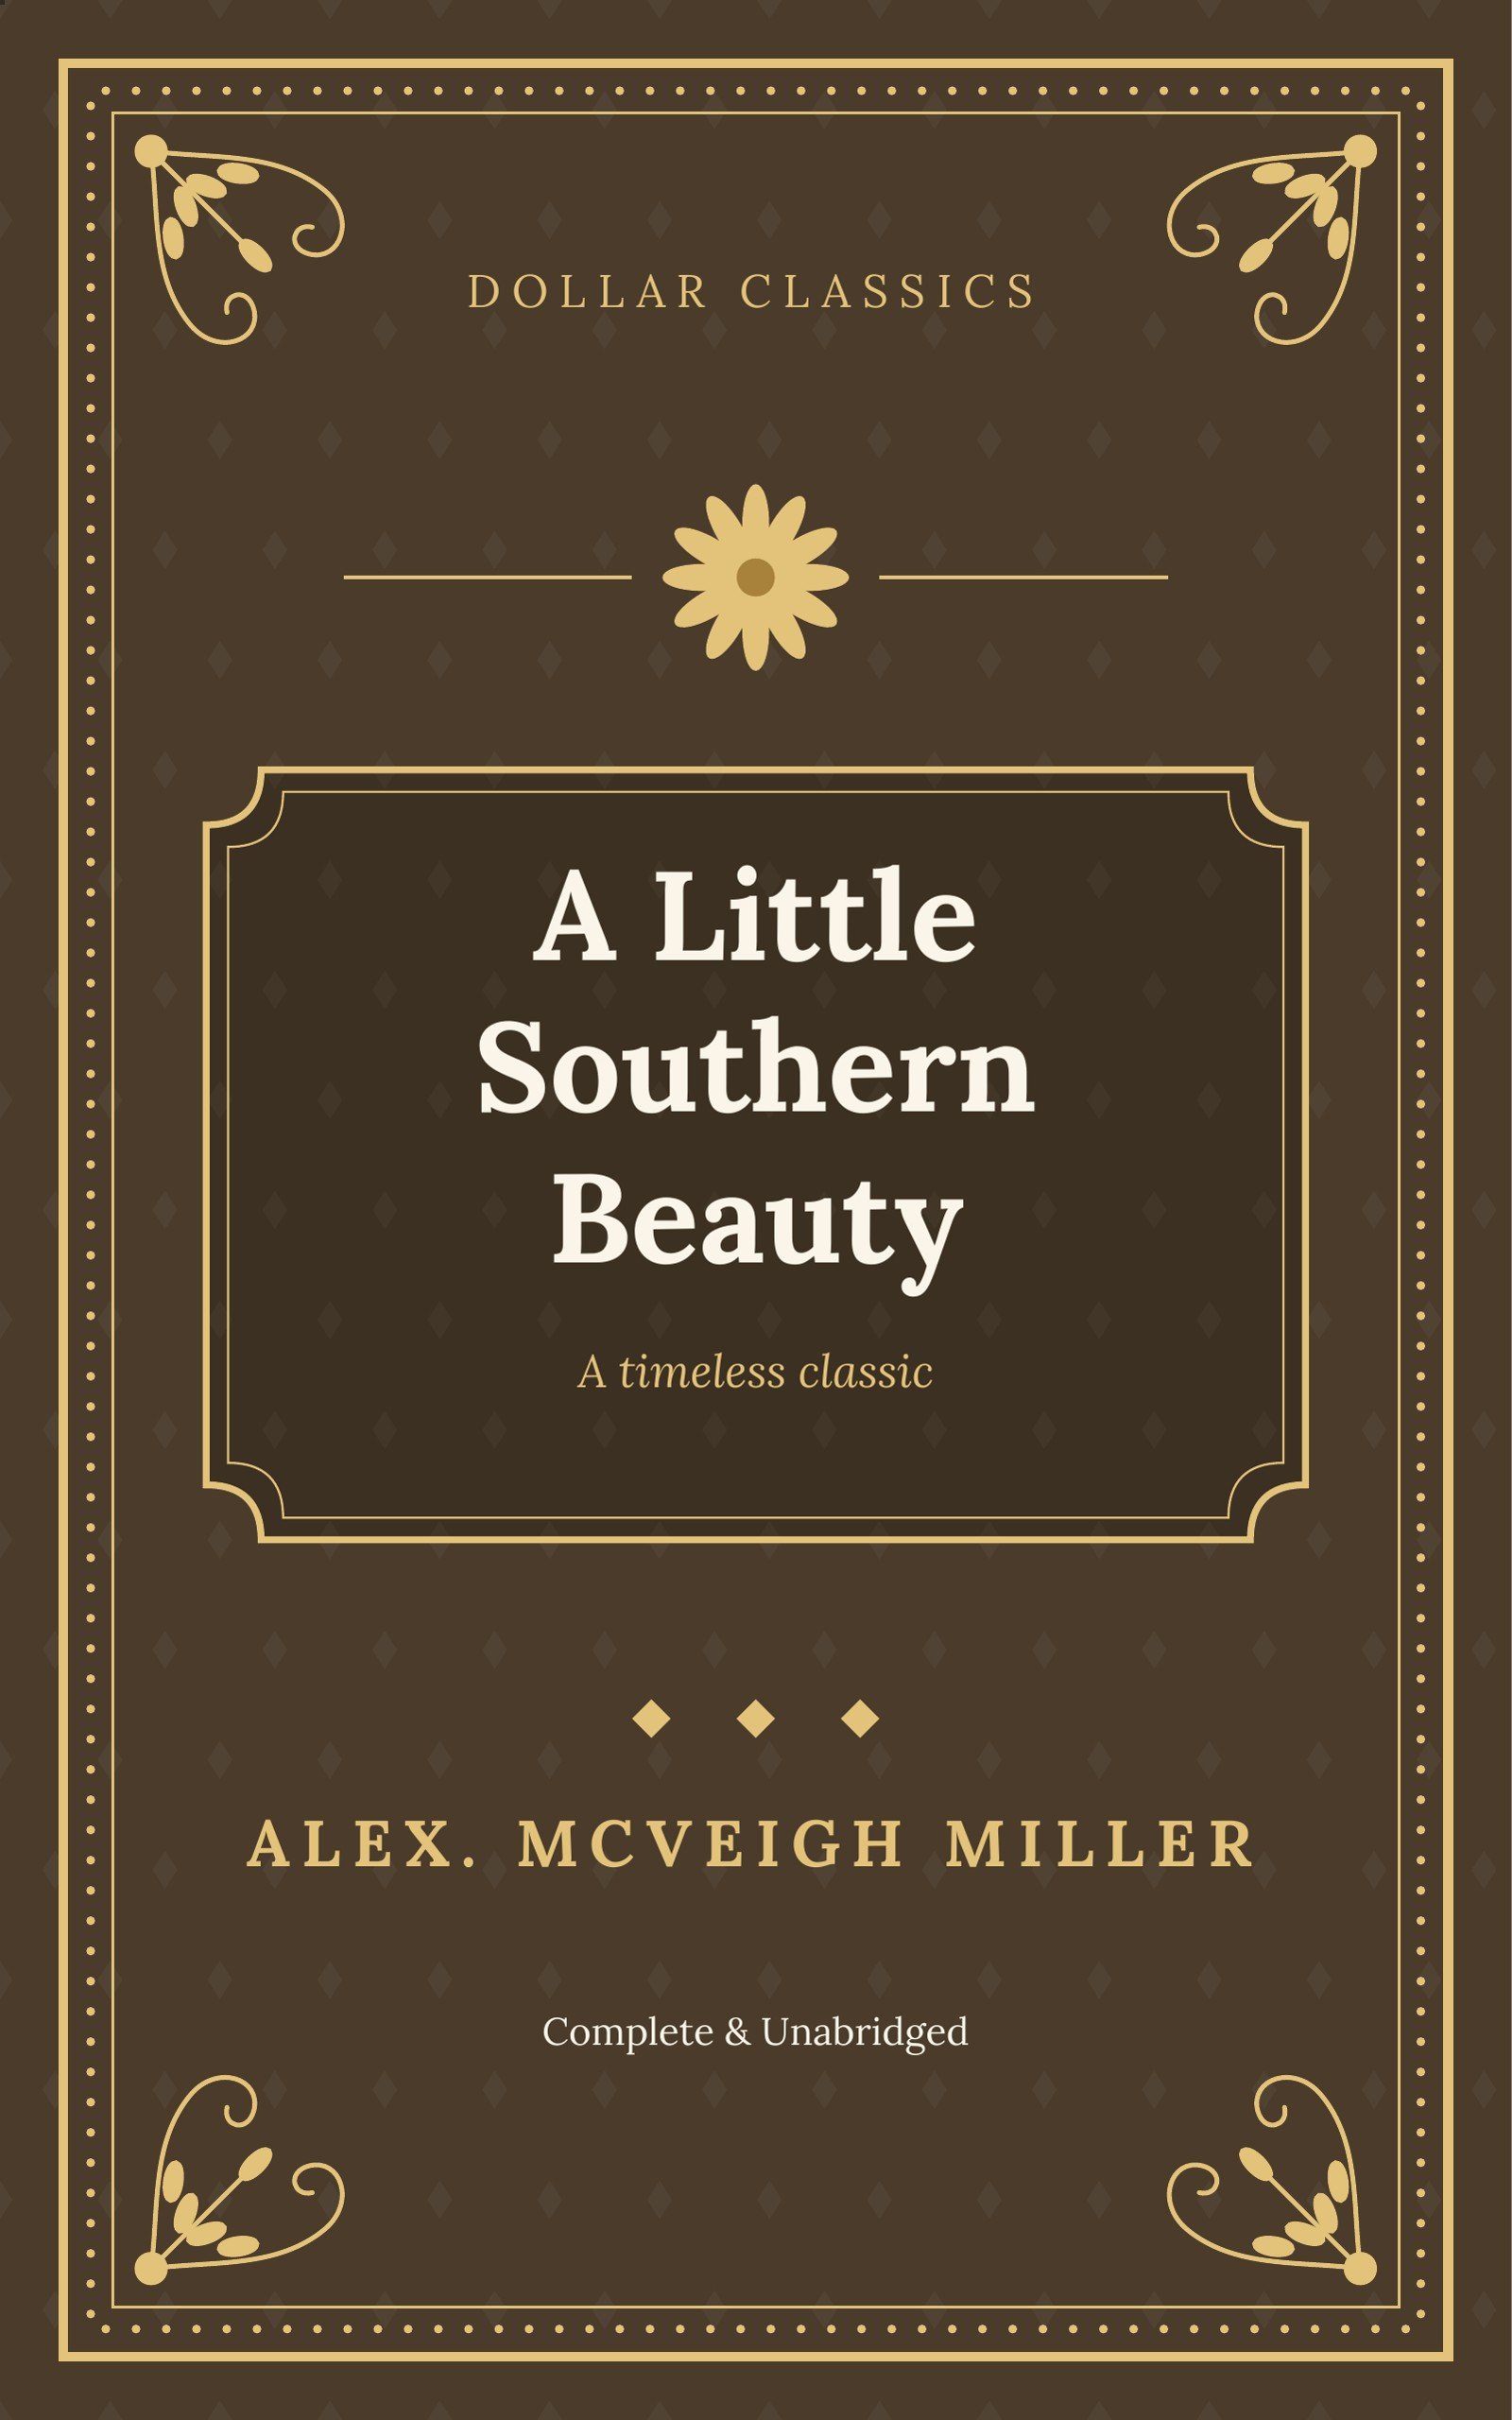 DOLLAR CLASSICS
A Little
Southern
Beauty
A timeless classic
ALEX. MCVEIGH MILLER
Complete & Unabridged